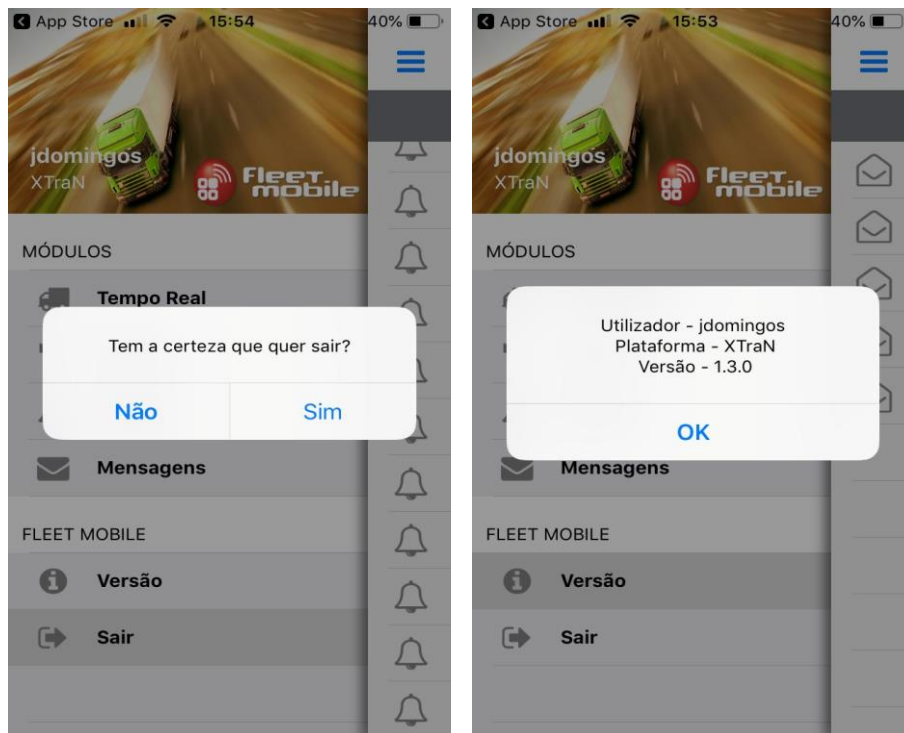 App Store 15:54 40%
jdomingos
XTraN
Fleet
mobile
MÓDULOS
Tempo Real
Tem a certeza que quer sair?
Não Sim
Mensagens
FLEET MOBILE
Versão
Sair
App Store 15:53 40%
jdomingos
XTraN
Fleet
mobile
MÓDULOS
Utilizador - jdomingos
Plataforma - XTraN
Versão - 1.3.0
OK
Mensagens
FLEET MOBILE
Versão
Sair